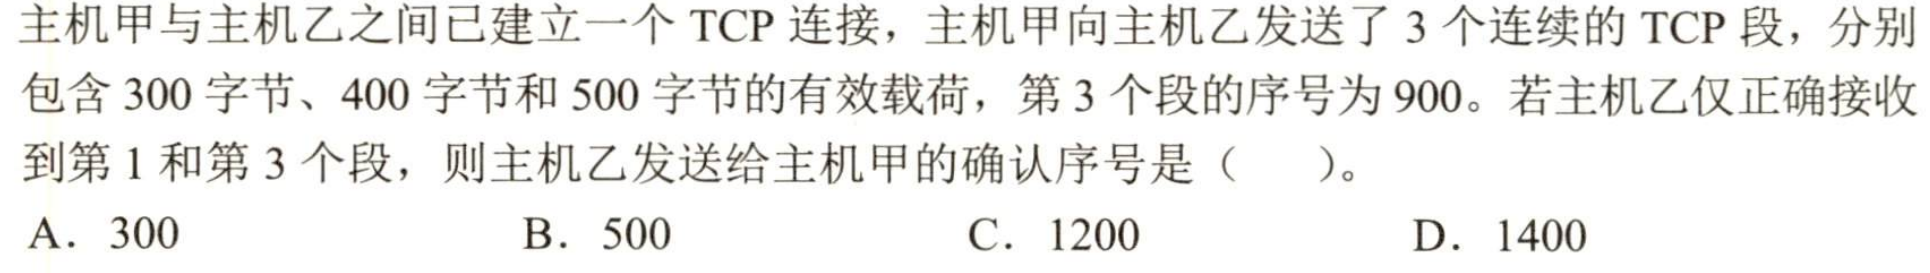 主机甲与主机乙之间已建立一个 TCP 连接，主机甲向主机乙发送了 3 个连续的 TCP 段，分别
包含 300 字节、400 字节和 500 字节的有效载荷，第 3 个段的序号为 900。若主机乙仅正确接收
到第 1 和第 3 个段，则主机乙发送给主机甲的确认序号是（　　）。
A．300　　B．500　　C．1200　　D．1400